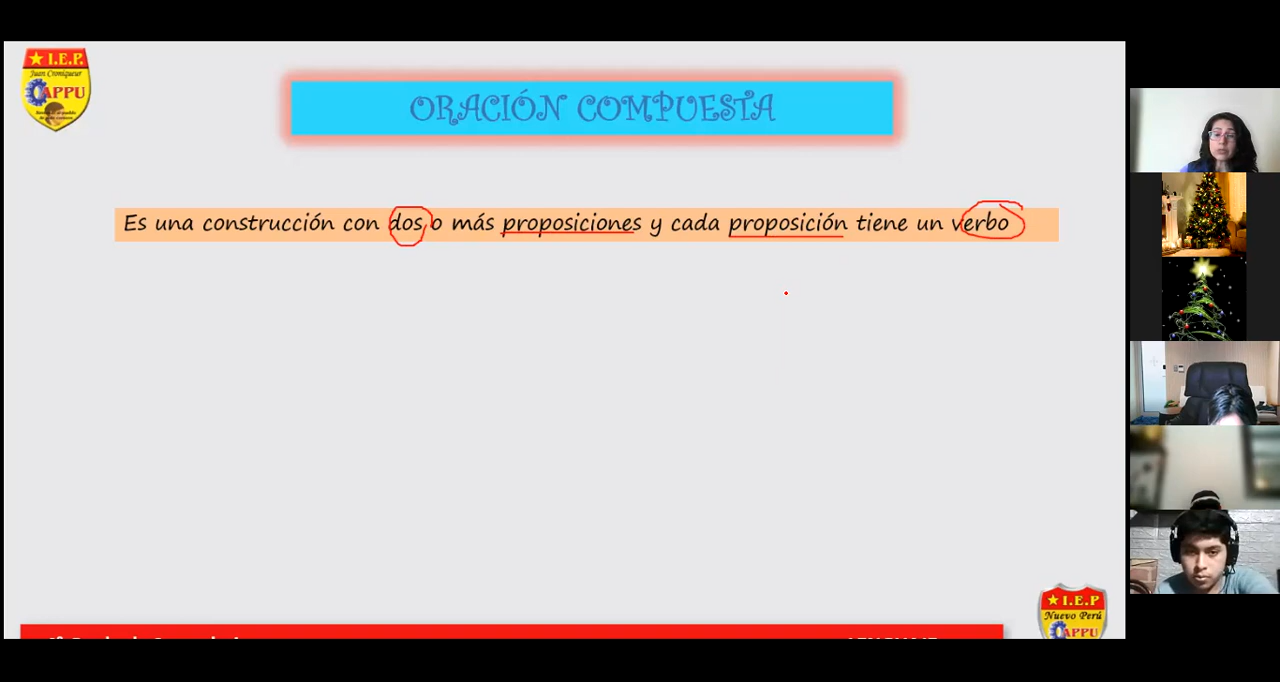 ★ I.E.P.
Juan Croniqueur
APPU
ORACIÓN COMPUESTA
Es una construcción con dos o más proposiciones y cada proposición tiene un verbo
★ I.E.P
Nuevo Perú
APPU